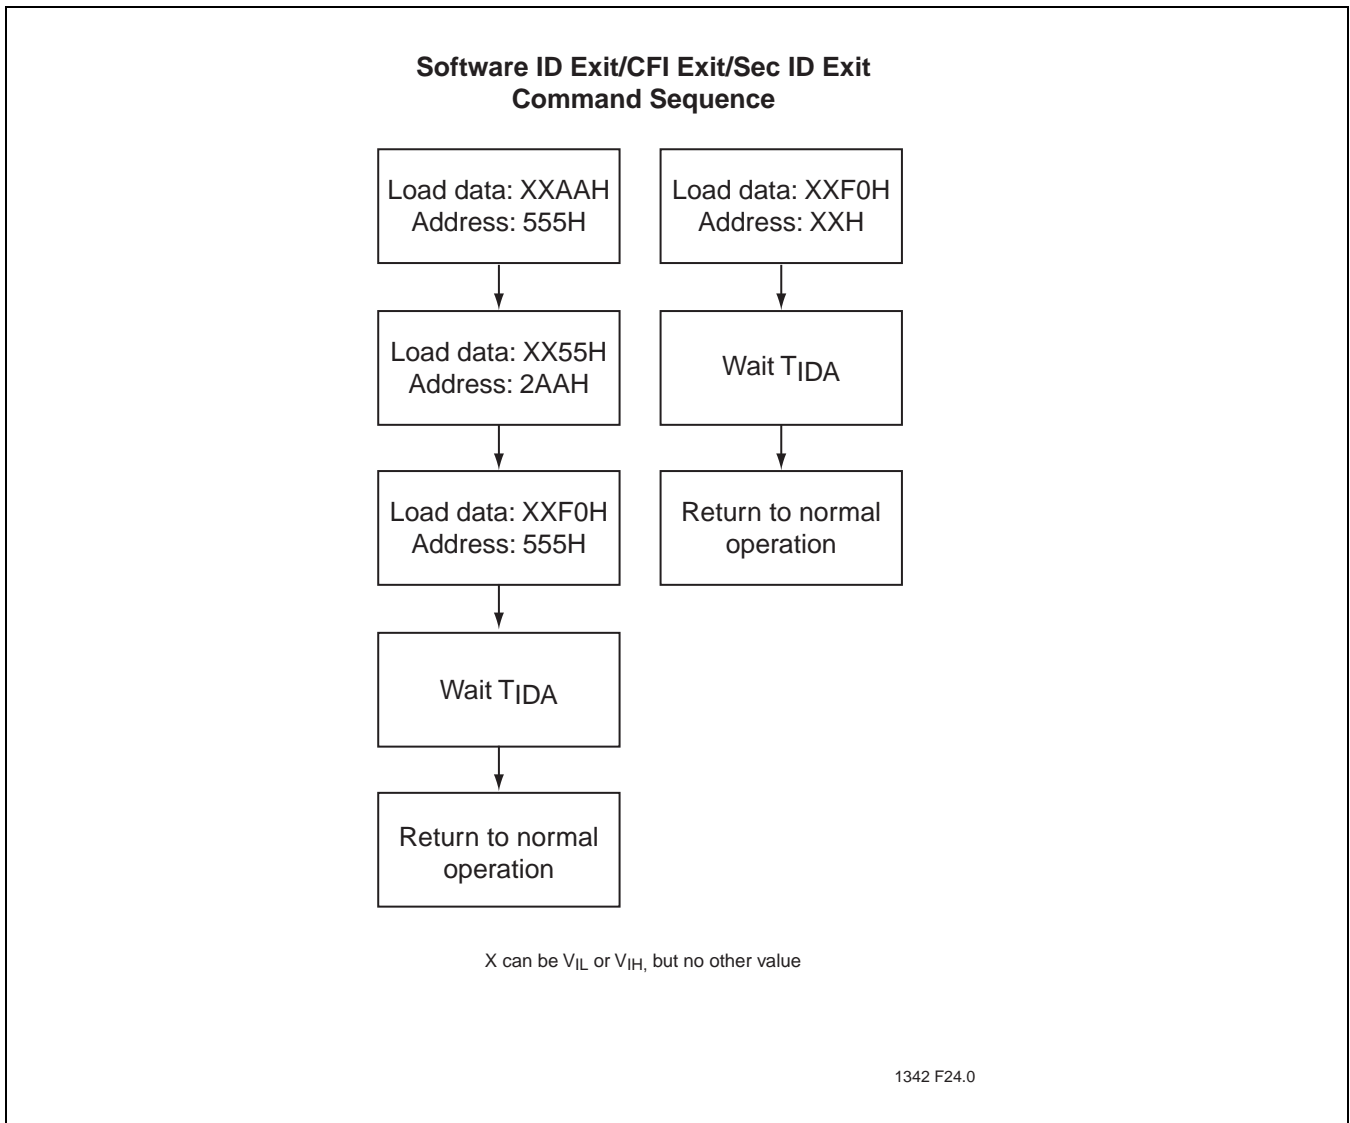 Software ID Exit/CFI Exit/Sec ID Exit
Command Sequence
Load data: XXAAH
Address: 555H
Load data: XX55H
Address: 2AAH
Load data: XXF0H
Address: 555H
Wait TIDA
Return to normal
operation
Load data: XXF0H
Address: XXH
Wait TIDA
Return to normal
operation
X can be VIL or VIH, but no other value
1342 F24.0